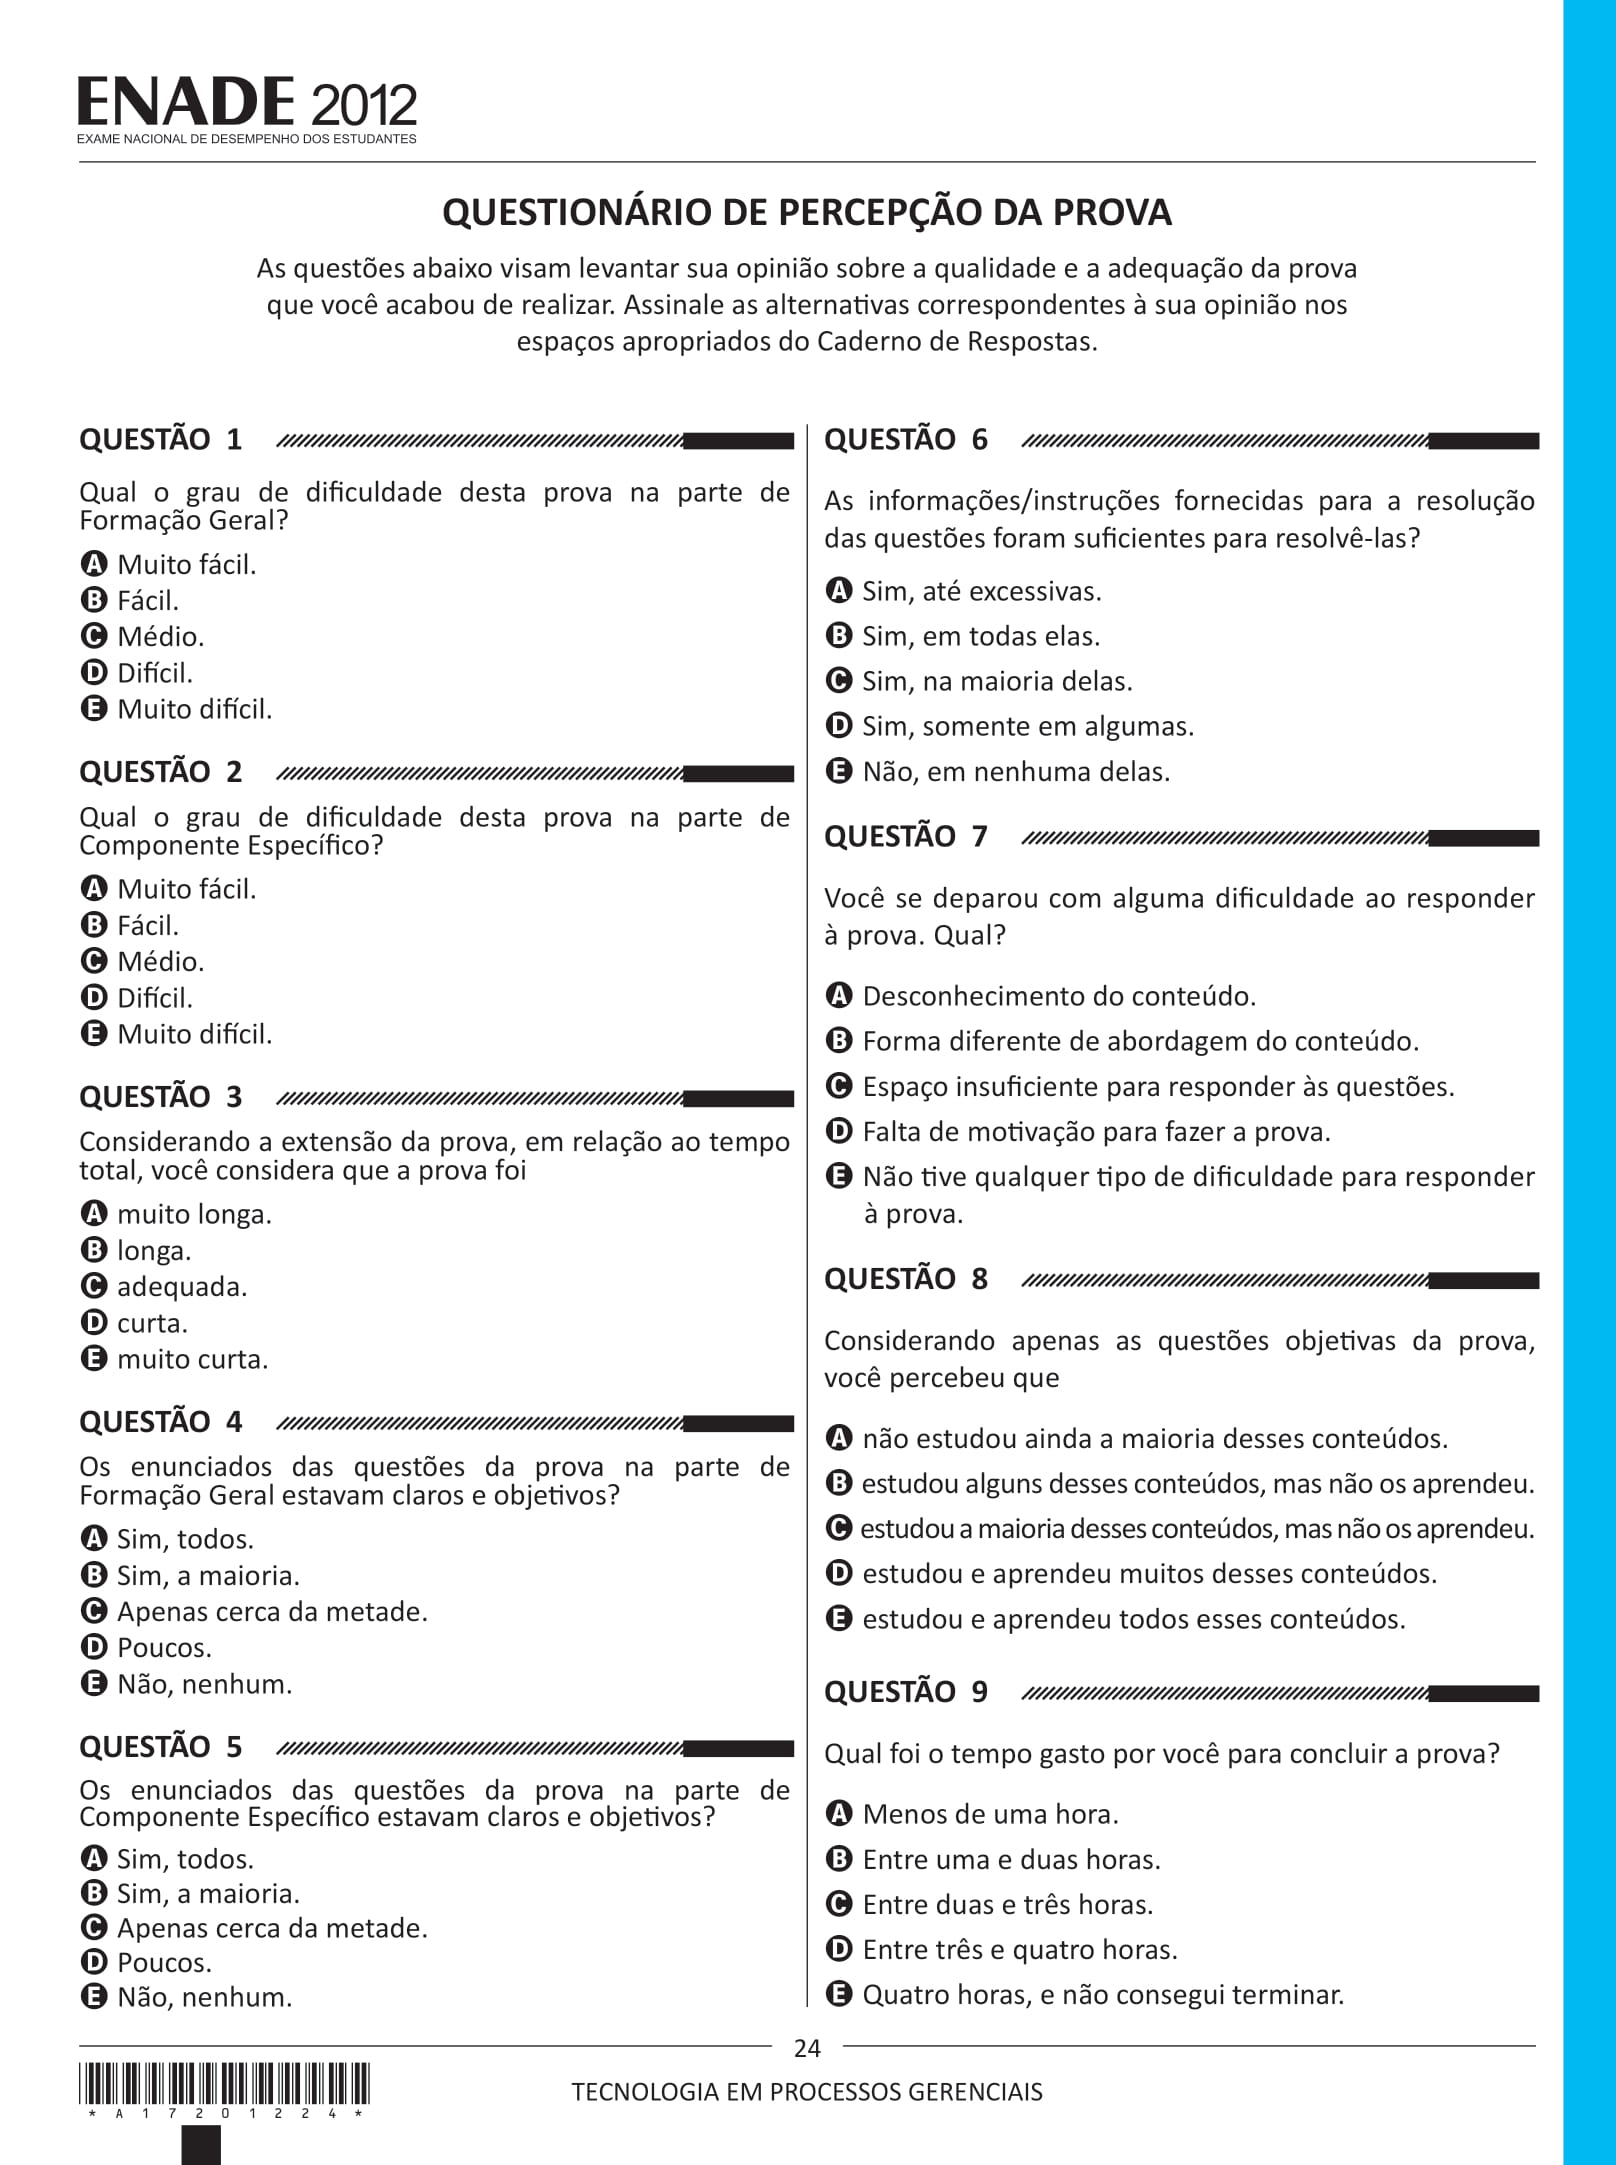 ENADE 2012
EXAME NACIONAL DE DESEMPENHO DOS ESTUDANTES
QUESTIONÁRIO DE PERCEPÇÃO DA PROVA
As questões abaixo visam levantar sua opinião sobre a qualidade e a adequação da prova
que você acabou de realizar. Assinale as alternativas correspondentes à sua opinião nos
espaços apropriados do Caderno de Respostas.
QUESTÃO 1
Qual o grau de dificuldade desta prova na parte de
Formação Geral?
A Muito fácil.
B Fácil.
C Médio.
D Difícil.
E Muito difícil.
QUESTÃO 2
Qual o grau de dificuldade desta prova na parte de
Componente Específico?
A Muito fácil.
B Fácil.
C Médio.
D Difícil.
E Muito difícil.
QUESTÃO 3
Considerando a extensão da prova, em relação ao tempo
total, você considera que a prova foi
A muito longa.
B longa.
C adequada.
D curta.
E muito curta.
QUESTÃO 4
Os enunciados das questões da prova na parte de
Formação Geral estavam claros e objetivos?
A Sim, todos.
B Sim, a maioria.
C Apenas cerca da metade.
D Poucos.
E Não, nenhum.
QUESTÃO 5
Os enunciados das questões da prova na parte de
Componente Específico estavam claros e objetivos?
A Sim, todos.
B Sim, a maioria.
C Apenas cerca da metade.
D Poucos.
E Não, nenhum.
QUESTÃO 6
As informações/instruções fornecidas para a resolução
das questões foram suficientes para resolvê-las?
A Sim, até excessivas.
B Sim, em todas elas.
C Sim, na maioria delas.
D Sim, somente em algumas.
E Não, em nenhuma delas.
QUESTÃO 7
Você se deparou com alguma dificuldade ao responder
à prova. Qual?
A Desconhecimento do conteúdo.
B Forma diferente de abordagem do conteúdo.
C Espaço insuficiente para responder às questões.
D Falta de motivação para fazer a prova.
E Não tive qualquer tipo de dificuldade para responder
à prova.
QUESTÃO 8
Considerando apenas as questões objetivas da prova,
você percebeu que
A não estudou ainda a maioria desses conteúdos.
B estudou alguns desses conteúdos, mas não os aprendeu.
C estudou a maioria desses conteúdos, mas não os aprendeu.
D estudou e aprendeu muitos desses conteúdos.
E estudou e aprendeu todos esses conteúdos.
QUESTÃO 9
Qual foi o tempo gasto por você para concluir a prova?
A Menos de uma hora.
B Entre uma e duas horas.
C Entre duas e três horas.
D Entre três e quatro horas.
E Quatro horas, e não consegui terminar.
24
TECNOLOGIA EM PROCESSOS GERENCIAIS
* A 1 7 2 0 1 2 2 4 *